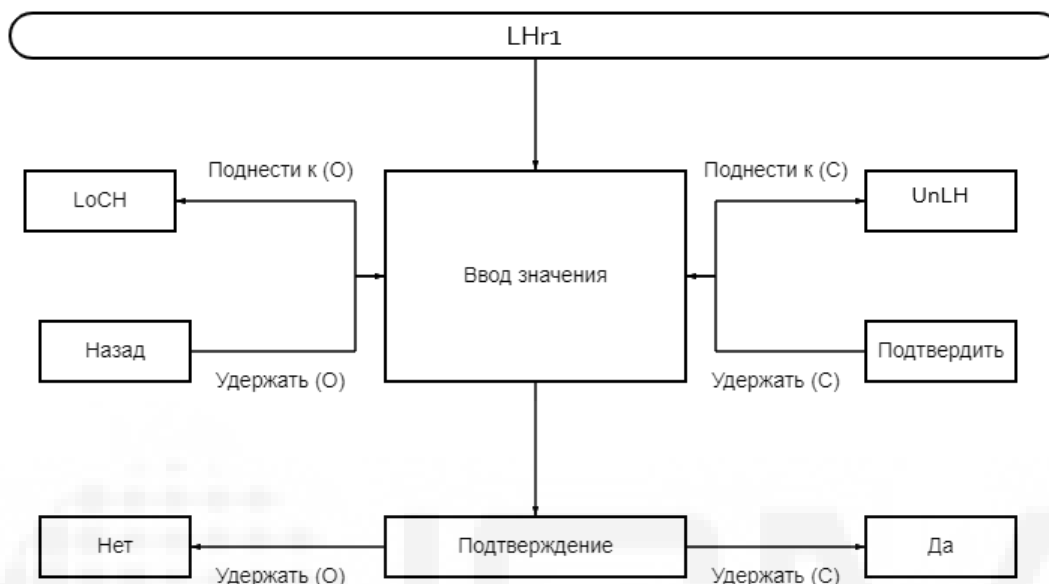 LHr1
Поднести к (O)
Поднести к (C)
LoCH
UnLH
Ввод значения
Назад
Подтвердить
Удержать (O)
Удержать (C)
Нет
Подтверждение
Да
Удержать (O)
Удержать (C)